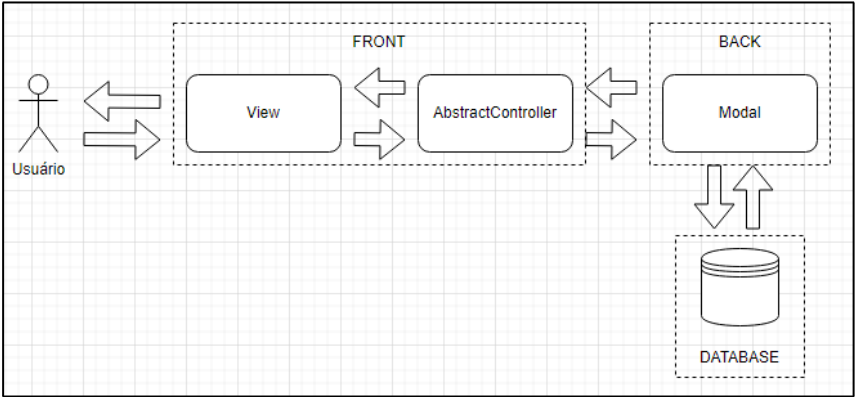 FRONT
BACK
View
AbstractController
Modal
Usuário
DATABASE